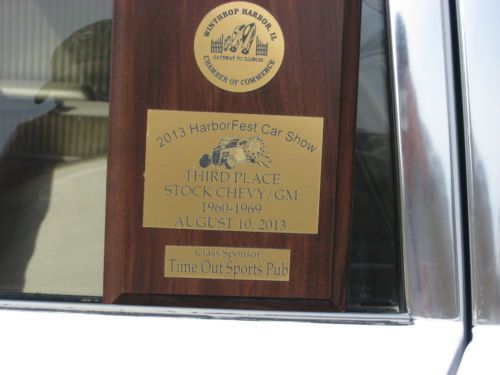 WINTHROP HARBOR, IL
GATEWAY TO ILLINOIS
CHAMBER OF COMMERCE
2013 HarborFest Car Show
THIRD PLACE
STOCK CHEVY/GM
1960-1969
AUGUST 10, 2013
Class Sponsor
Time Out Sports Pub